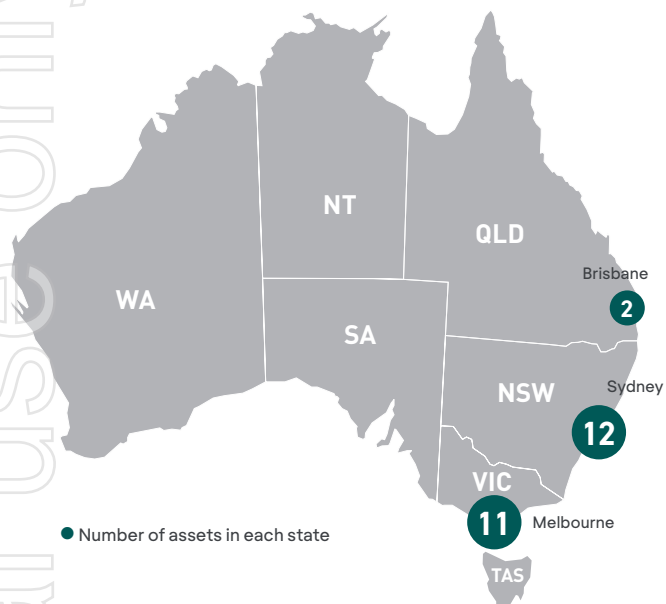 NT
QLD
Brisbane
2
WA
SA
NSW
Sydney
12
VIC
11
Melbourne
Number of assets in each state
TAS